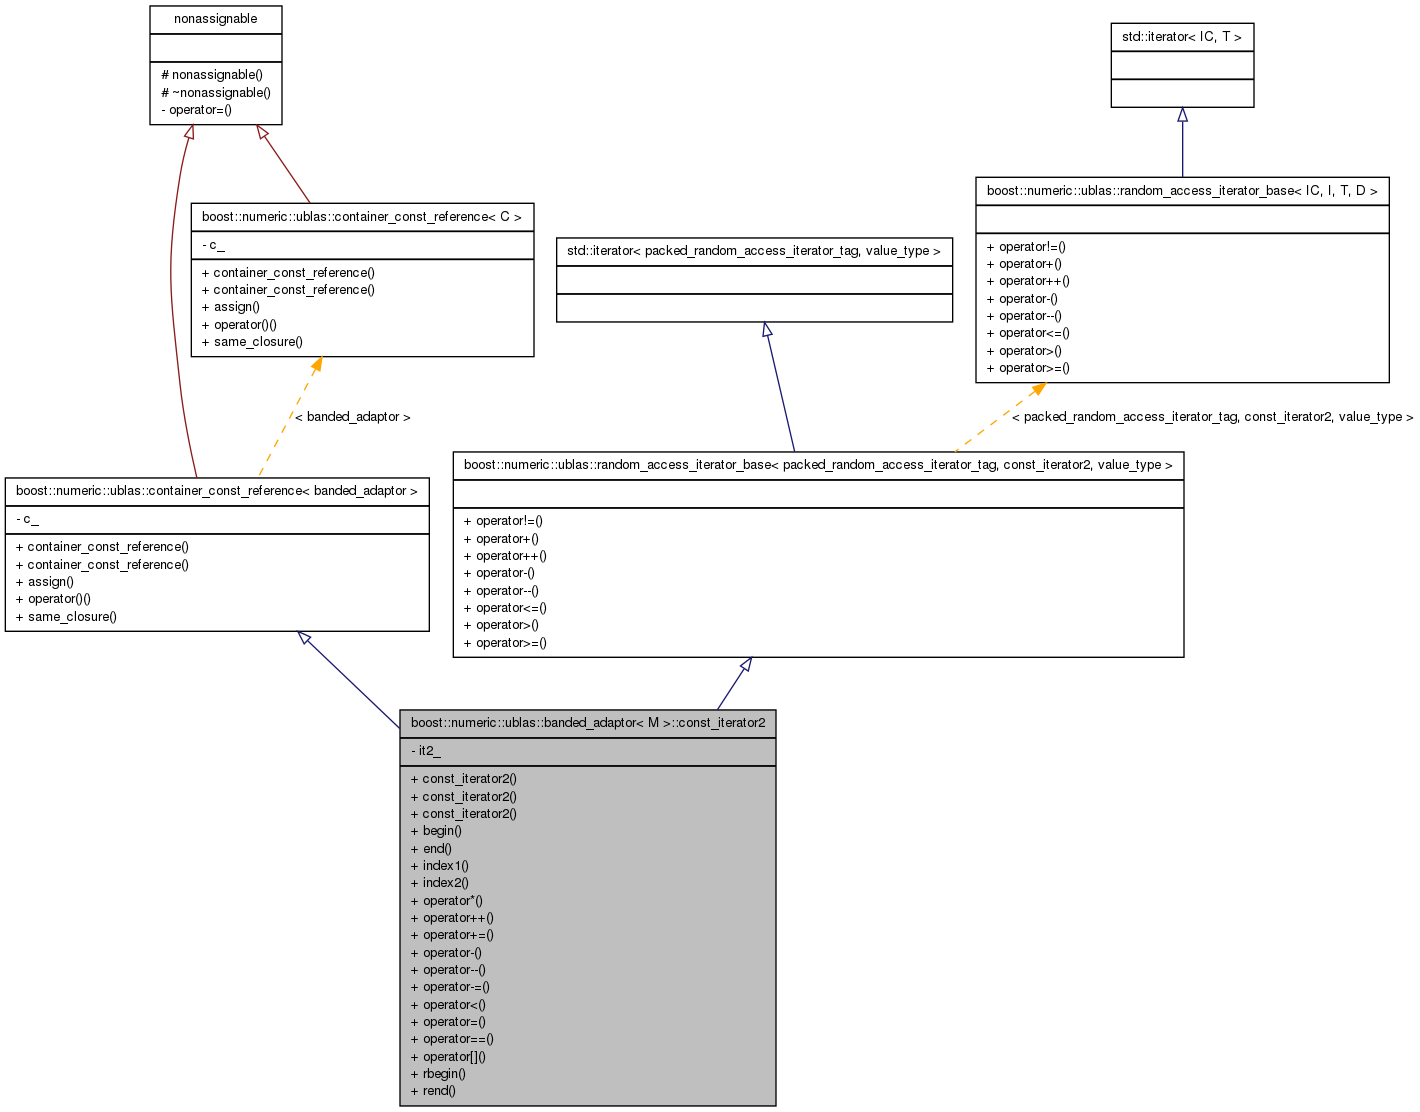 nonassignable
# nonassignable()
# ~nonassignable()
- operator=()
std::iterator< IC, T >
boost::numeric::ublas::random_access_iterator_base< IC, I, T, D >
+ operator!=()
+ operator+()
+ operator++()
+ operator-()
+ operator--()
+ operator<=()
+ operator>()
+ operator>=()
boost::numeric::ublas::container_const_reference< C >
- c_
+ container_const_reference()
+ container_const_reference()
+ assign()
+ operator()()
+ same_closure()
std::iterator< packed_random_access_iterator_tag, value_type >
< banded_adaptor >
< packed_random_access_iterator_tag, const_iterator2, value_type >
boost::numeric::ublas::container_const_reference< banded_adaptor >
- c_
+ container_const_reference()
+ container_const_reference()
+ assign()
+ operator()()
+ same_closure()
boost::numeric::ublas::random_access_iterator_base< packed_random_access_iterator_tag, const_iterator2, value_type >
+ operator!=()
+ operator+()
+ operator++()
+ operator-()
+ operator--()
+ operator<=()
+ operator>()
+ operator>=()
boost::numeric::ublas::banded_adaptor< M >::const_iterator2
- it2_
+ const_iterator2()
+ const_iterator2()
+ const_iterator2()
+ begin()
+ end()
+ index1()
+ index2()
+ operator*()
+ operator++()
+ operator+=()
+ operator-()
+ operator--()
+ operator-=()
+ operator<()
+ operator=()
+ operator==()
+ operator[]()
+ rbegin()
+ rend()